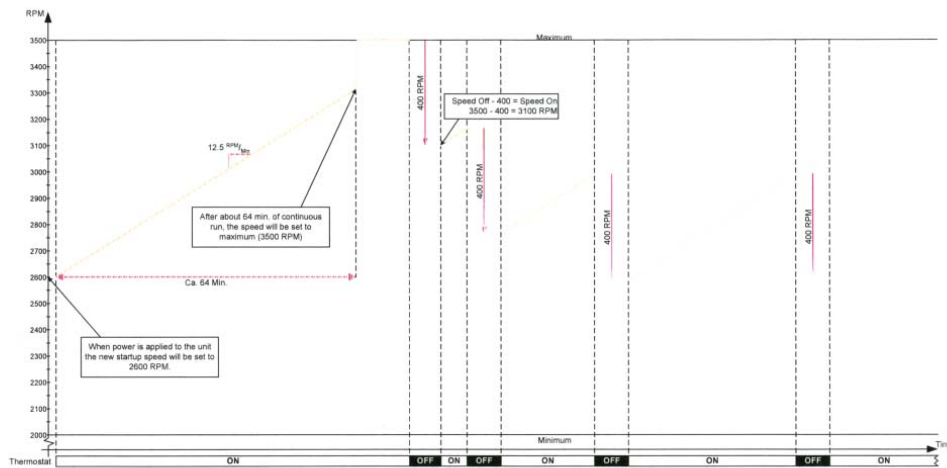 RPM
Maximum
3500
3400
3300
3200
3100
3000
2900
2800
2700
2600
2500
2400
2300
2200
2100
2000
400 RPM
Speed Off - 400 = Speed On
3500 - 400 = 3100 RPM
12.5 RPM/Min
400 RPM
400 RPM
400 RPM
After about 64 min. of continuous
run, the speed will be set to
maximum (3500 RPM)
Ca. 64 Min.
When power is applied to the unit
the new startup speed will be set to
2600 RPM.
Minimum
Tim
Thermostat ON OFF ON OFF ON OFF ON OFF ON